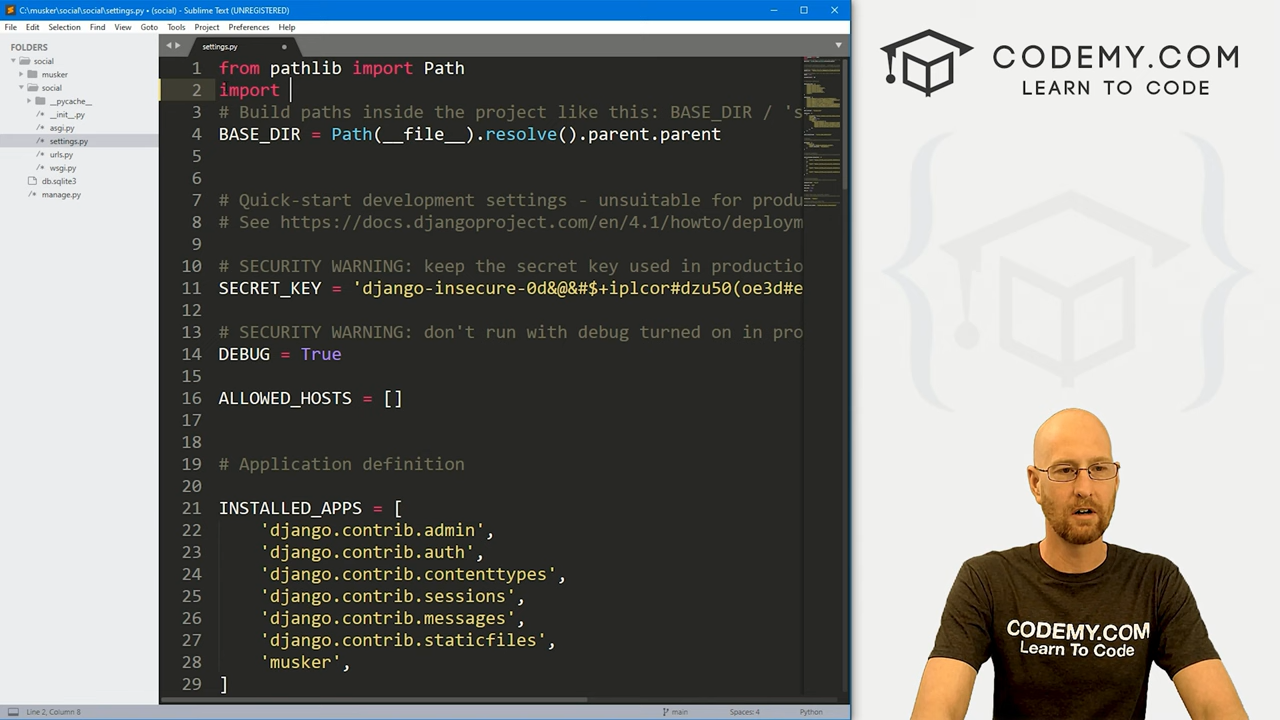 C:\musker\social\social\settings.py • (social) - Sublime Text (UNREGISTERED)
File Edit Selection Find View Goto Tools Project Preferences Help
FOLDERS
social
musker
social
__pycache__
__init__.py
asgi.py
settings.py
urls.py
wsgi.py
db.sqlite3
manage.py
settings.py
1 from pathlib import Path
2 import
3 # Build paths inside the project like this: BASE_DIR / 's
4 BASE_DIR = Path(__file__).resolve().parent.parent
5
6
7 # Quick-start development settings - unsuitable for produ
8 # See https://docs.djangoproject.com/en/4.1/howto/deploym
9
10 # SECURITY WARNING: keep the secret key used in productio
11 SECRET_KEY = 'django-insecure-0d&@&#$+iplcor#dzu50(oe3d#e
12
13 # SECURITY WARNING: don't run with debug turned on in pro
14 DEBUG = True
15
16 ALLOWED_HOSTS = []
17
18
19 # Application definition
20
21 INSTALLED_APPS = [
22 'django.contrib.admin',
23 'django.contrib.auth',
24 'django.contrib.contenttypes',
25 'django.contrib.sessions',
26 'django.contrib.messages',
27 'django.contrib.staticfiles',
28 'musker',
29 ]
Line 2, Column 8
main
Spaces: 4
Python
CODEMY.COM
LEARN TO CODE
CODEMY.COM
Learn To Code